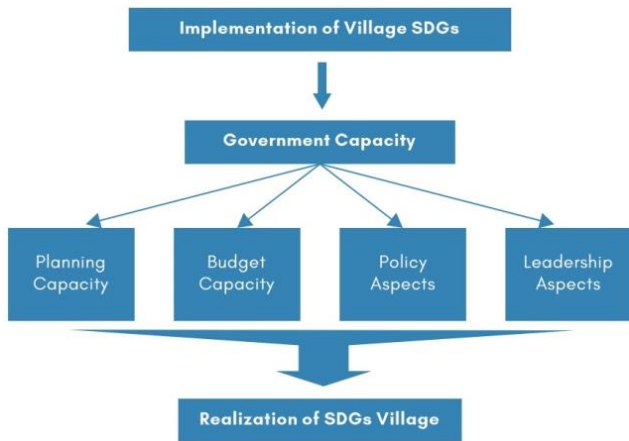 Implementation of Village SDGs
Government Capacity
Planning
Capacity
Budget
Capacity
Policy
Aspects
Leadership
Aspects
Realization of SDGs Village